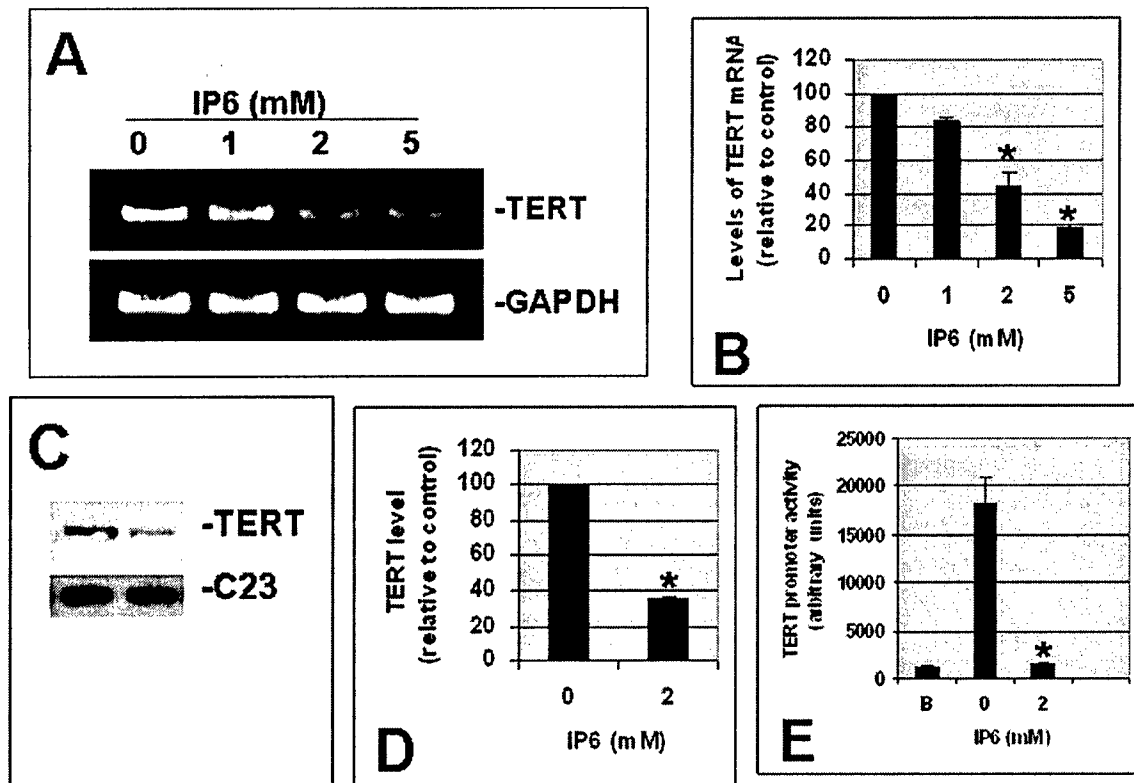 A
IP6 (mM)
0 1 2 5
-TERT
-GAPDH
Levels of TERT mRNA
(relative to control)
120
100
80
60
40
20
0
*
*
0 1 2 5
IP6 (mM)
B
C
-TERT
-C23
TERT level
(relative to control)
120
100
80
60
40
20
0
*
0 2
IP6 (mM)
D
TERT promoter activity
(arbitrary units)
25000
20000
15000
10000
5000
0
*
B 0 2
IP6 (mM)
E